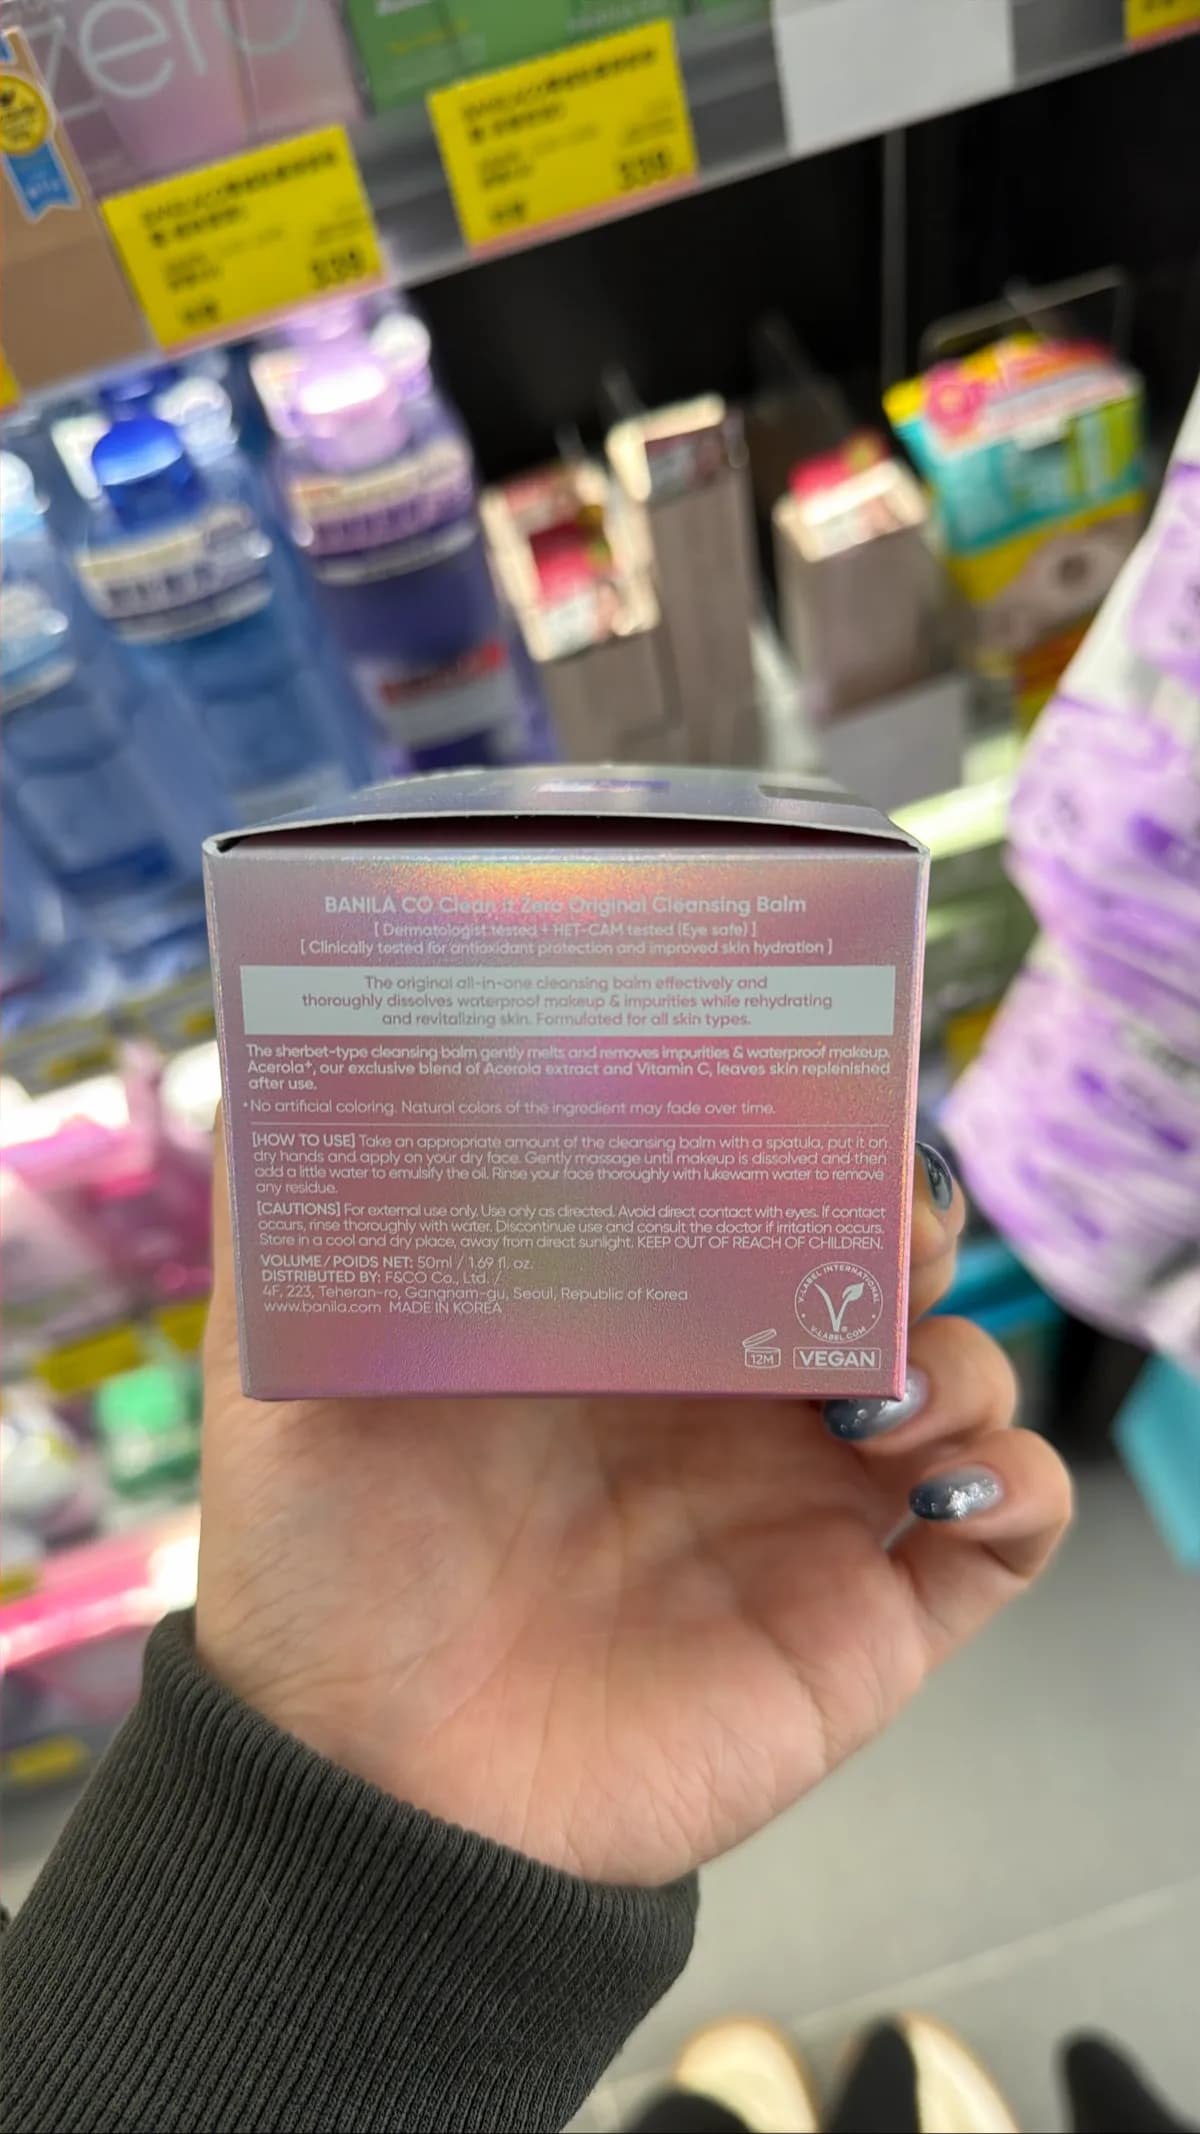 zero
339
339
BANILA CO Clean it Zero Original Cleansing Balm
[ Dermatologist tested + HET-CAM tested (Eye safe) ]
[ Clinically tested for antioxidant protection and improved skin hydration ]
The original all-in-one cleansing balm effectively and
thoroughly dissolves waterproof makeup & impurities while rehydrating
and revitalizing skin. Formulated for all skin types.
The sherbet-type cleansing balm gently melts and removes impurities & waterproof makeup.
Acerola⁺, our exclusive blend of Acerola extract and Vitamin C, leaves skin replenished
after use.
•No artificial coloring. Natural colors of the ingredient may fade over time.
[HOW TO USE] Take an appropriate amount of the cleansing balm with a spatula, put it on
dry hands and apply on your dry face. Gently massage until makeup is dissolved and then
add a little water to emulsify the oil. Rinse your face thoroughly with lukewarm water to remove
any residue.
[CAUTIONS] For external use only. Use only as directed. Avoid direct contact with eyes. If contact
occurs, rinse thoroughly with water. Discontinue use and consult the doctor if irritation occurs.
Store in a cool and dry place, away from direct sunlight. KEEP OUT OF REACH OF CHILDREN.
VOLUME / POIDS NET: 50ml / 1.69 fl. oz.
DISTRIBUTED BY: F&CO Co., Ltd. /
4F, 223, Teheran-ro, Gangnam-gu, Seoul, Republic of Korea
www.banila.com MADE IN KOREA
V-LABEL INTERNATIONAL
V-LABEL.COM
12M
VEGAN